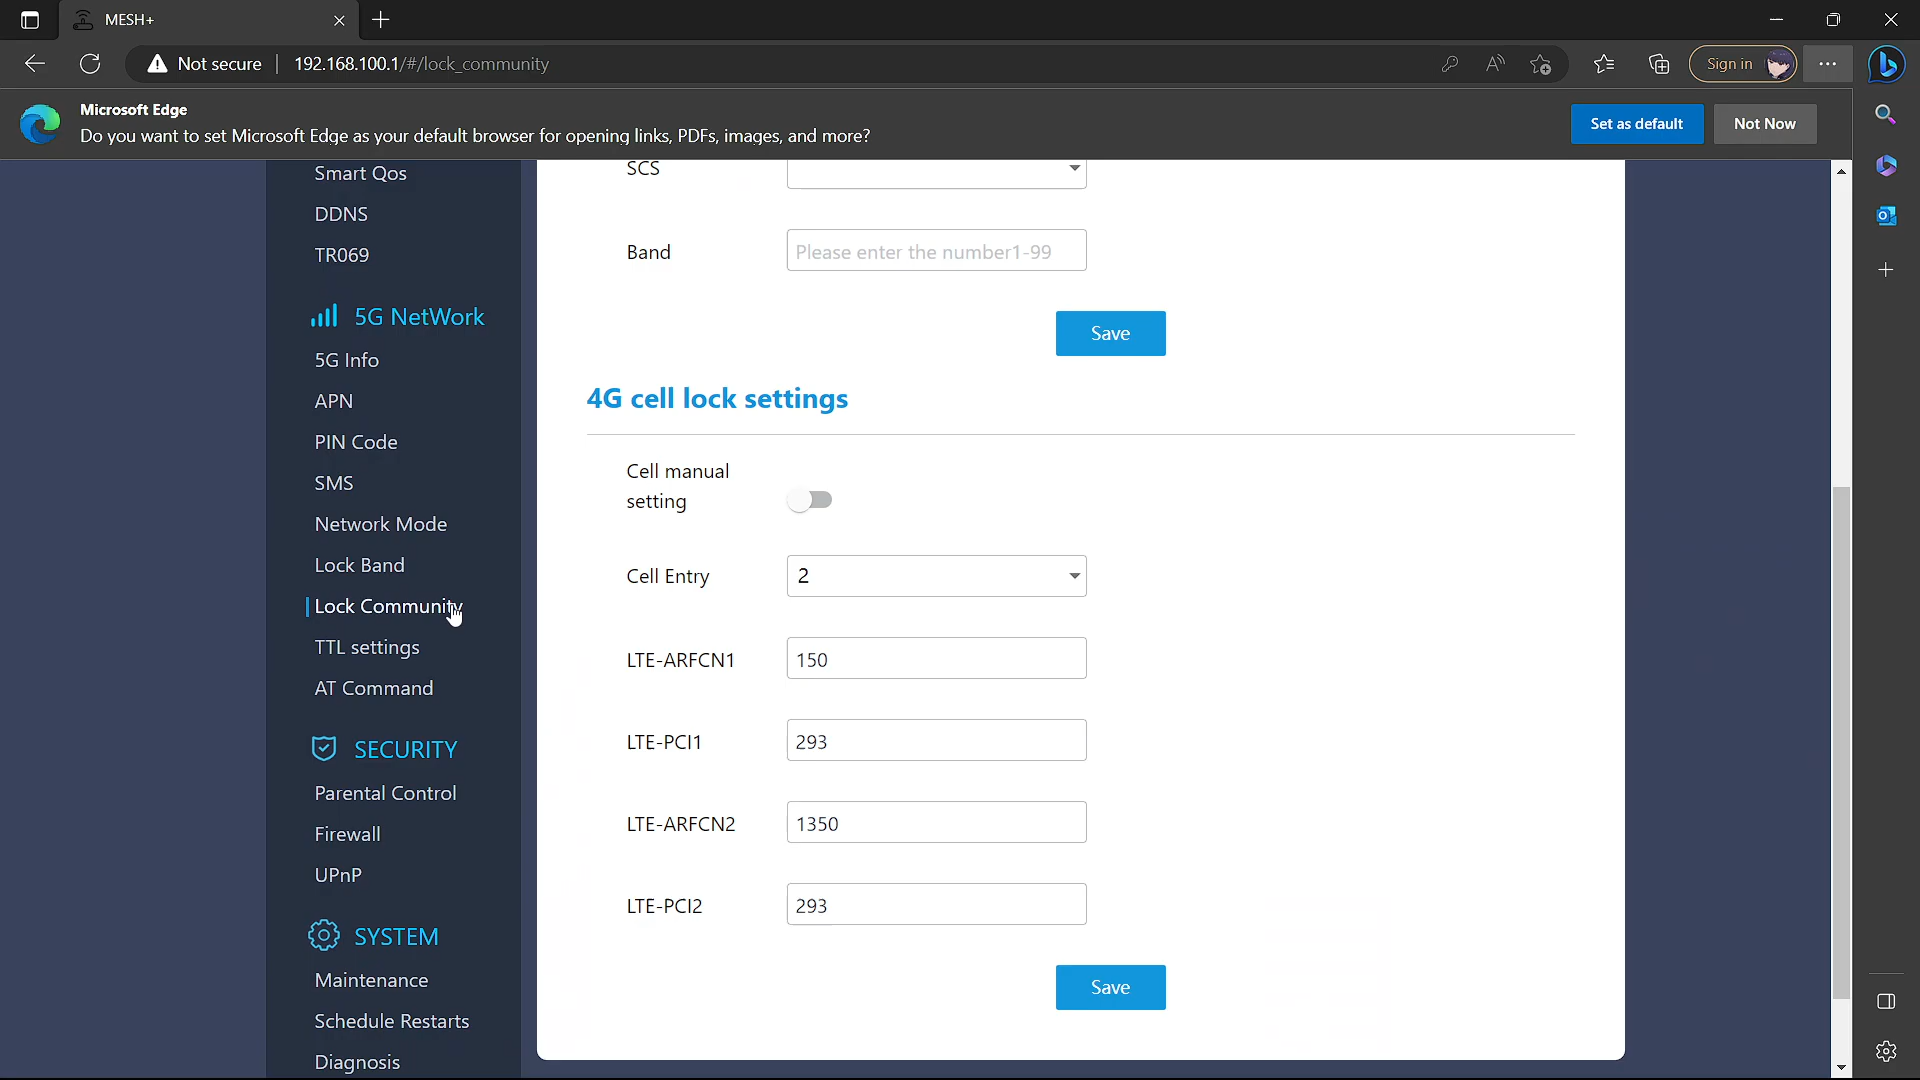 MESH+
Not secure
192.168.100.1/#/lock_community
Sign in
Microsoft Edge
Do you want to set Microsoft Edge as your default browser for opening links, PDFs, images, and more?
Set as default
Not Now
Smart Qos
DDNS
TR069
5G NetWork
5G Info
APN
PIN Code
SMS
Network Mode
Lock Band
Lock Community
TTL settings
AT Command
SECURITY
Parental Control
Firewall
UPnP
SYSTEM
Maintenance
Schedule Restarts
Diagnosis
SCS
Band
Please enter the number1-99
Save
4G cell lock settings
Cell manual
setting
Cell Entry
2
LTE-ARFCN1
150
LTE-PCI1
293
LTE-ARFCN2
1350
LTE-PCI2
293
Save